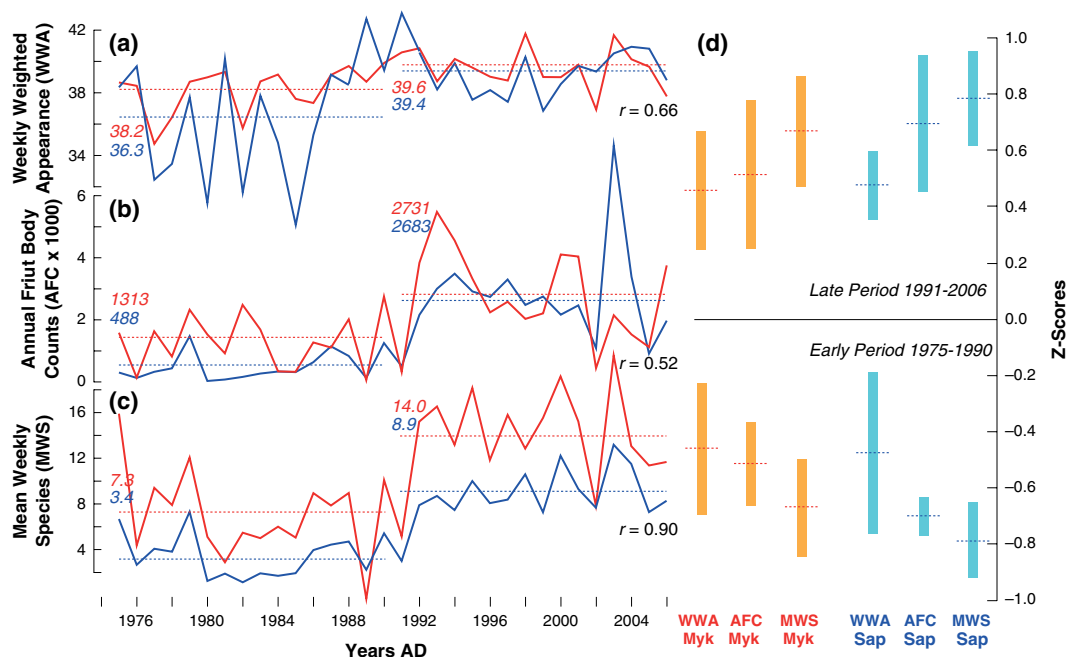 (a)
Weekly Weighted
Appearance (WWA)
42
38
34
38.2
36.3
39.6
39.4
r = 0.66
(b)
Annual Friut Body
Counts (AFC x 1000)
6
4
2
0
1313
488
2731
2683
r = 0.52
(c)
Mean Weekly
Species (MWS)
16
12
8
4
7.3
3.4
14.0
8.9
r = 0.90
1976
1980
1984
1988
1992
1996
2000
2004
Years AD
(d)
1.0
0.8
0.6
0.4
0.2
0.0
−0.2
−0.4
−0.6
−0.8
−1.0
Z-Scores
Late Period 1991-2006
Early Period 1975-1990
WWA
Myk
AFC
Myk
MWS
Myk
WWA
Sap
AFC
Sap
MWS
Sap